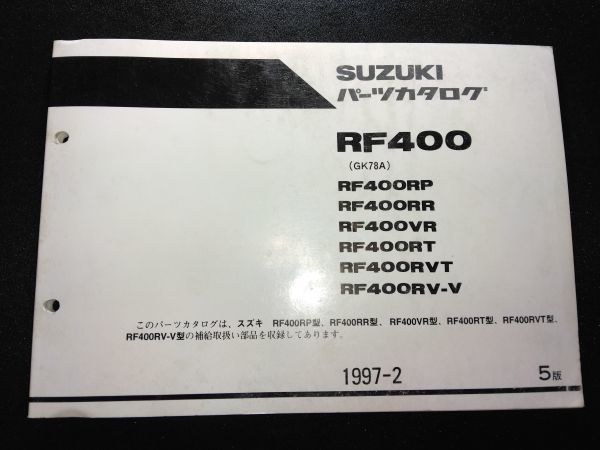 SUZUKI
パーツカタログ
RF400
(GK78A)
RF400RP
RF400RR
RF400VR
RF400RT
RF400RVT
RF400RV-V
このパーツカタログは、スズキ RF400RP型、RF400RR型、RF400VR型、RF400RT型、RF400RVT型、
RF400RV-V型の補給取扱い部品を収録してあります。
1997-2 5版